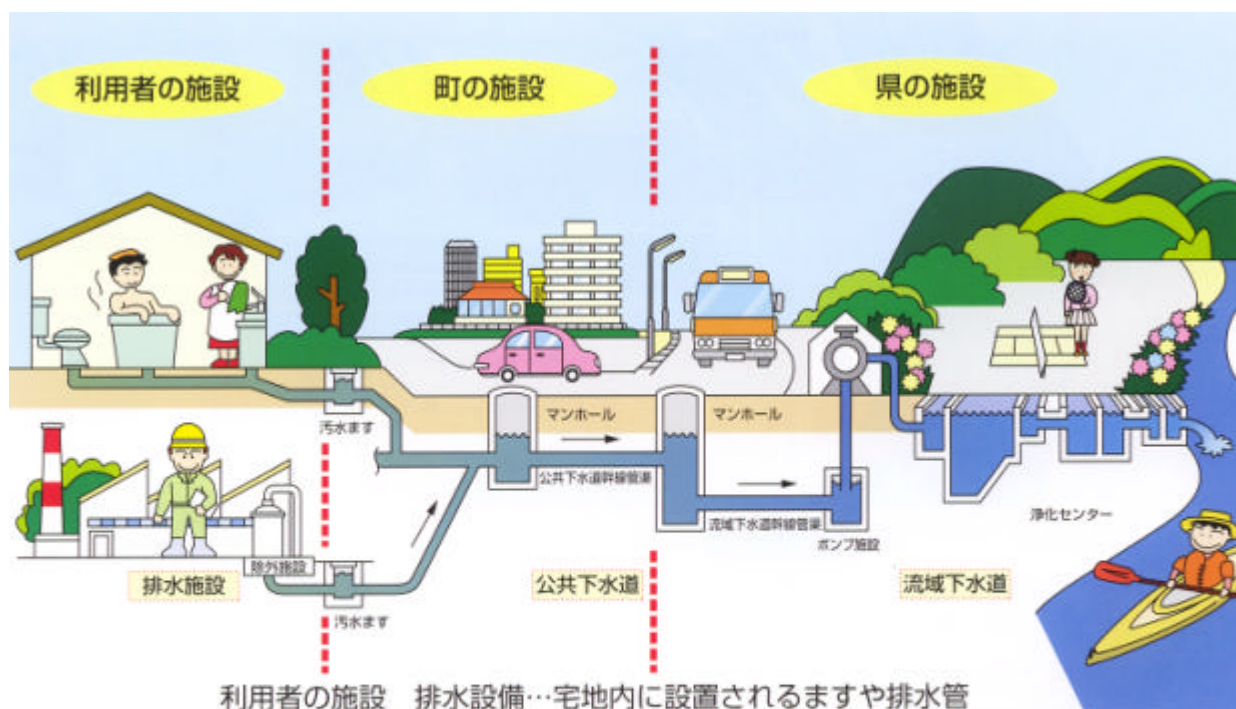 利用者の施設
町の施設
県の施設
汚水ます
マンホール
マンホール
公共下水道幹線管渠
流域下水道幹線管渠
ポンプ施設
浄化センター
除外施設
排水施設
汚水ます
公共下水道
流域下水道
利用者の施設 排水設備…宅地内に設置されるますや排水管